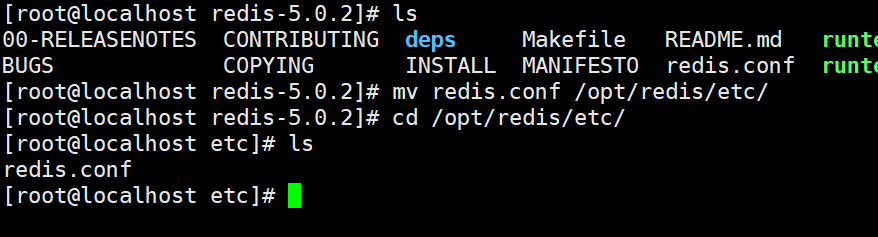 [root@localhost redis-5.0.2]# ls
00-RELEASENOTES  CONTRIBUTING  deps     Makefile   README.md   runte
BUGS             COPYING       INSTALL  MANIFESTO  redis.conf  runte
[root@localhost redis-5.0.2]# mv redis.conf /opt/redis/etc/
[root@localhost redis-5.0.2]# cd /opt/redis/etc/
[root@localhost etc]# ls
redis.conf
[root@localhost etc]#